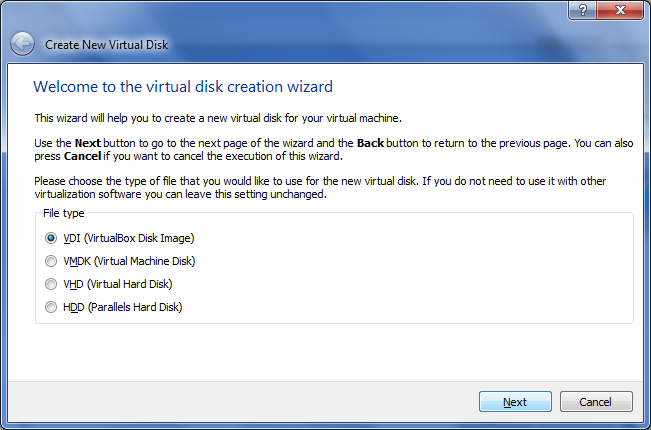 ?
Create New Virtual Disk
Welcome to the virtual disk creation wizard
This wizard will help you to create a new virtual disk for your virtual machine.
Use the Next button to go to the next page of the wizard and the Back button to return to the previous page. You can also
press Cancel if you want to cancel the execution of this wizard.
Please choose the type of file that you would like to use for the new virtual disk. If you do not need to use it with other
virtualization software you can leave this setting unchanged.
File type
VDI (VirtualBox Disk Image)
VMDK (Virtual Machine Disk)
VHD (Virtual Hard Disk)
HDD (Parallels Hard Disk)
Next
Cancel